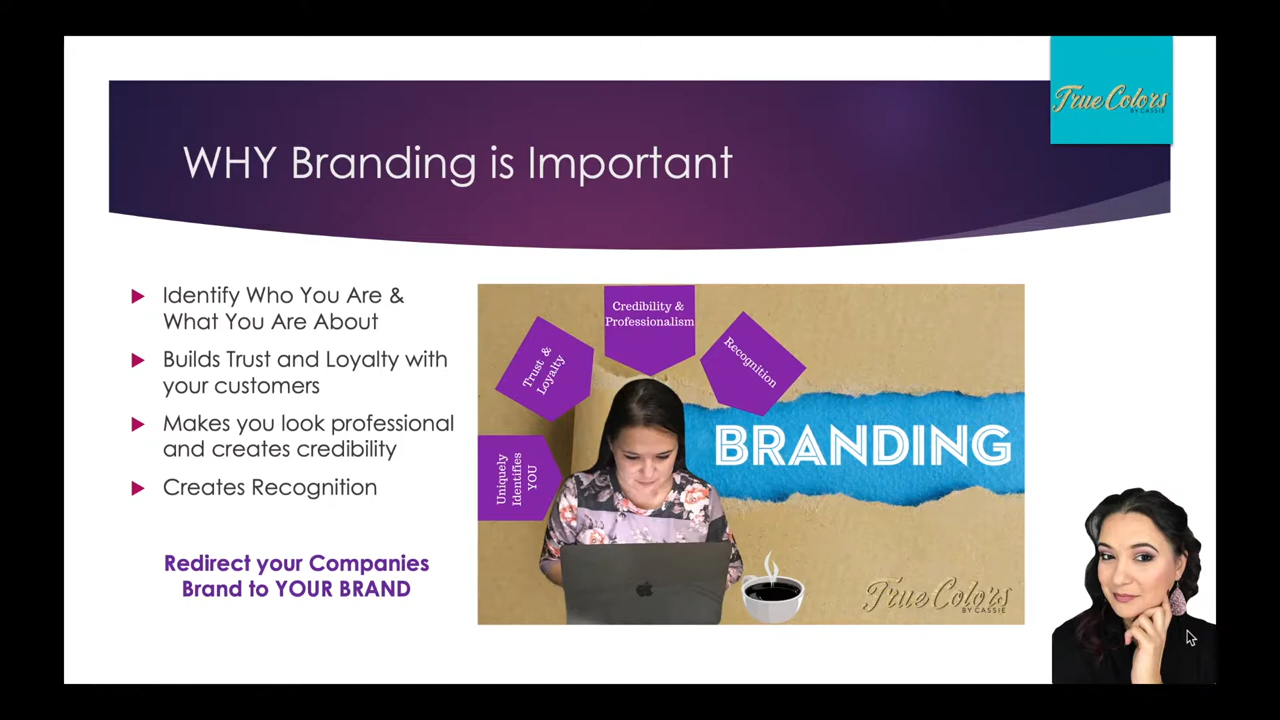 True Colors
BY CASSIE
WHY Branding is Important
Identify Who You Are &
What You Are About
Builds Trust and Loyalty with
your customers
Makes you look professional
and creates credibility
Creates Recognition
Redirect your Companies
Brand to YOUR BRAND
Uniquely
Identifies
YOU
Trust &
Loyalty
Credibility &
Professionalism
Recognition
BRANDING
True Colors
BY CASSIE